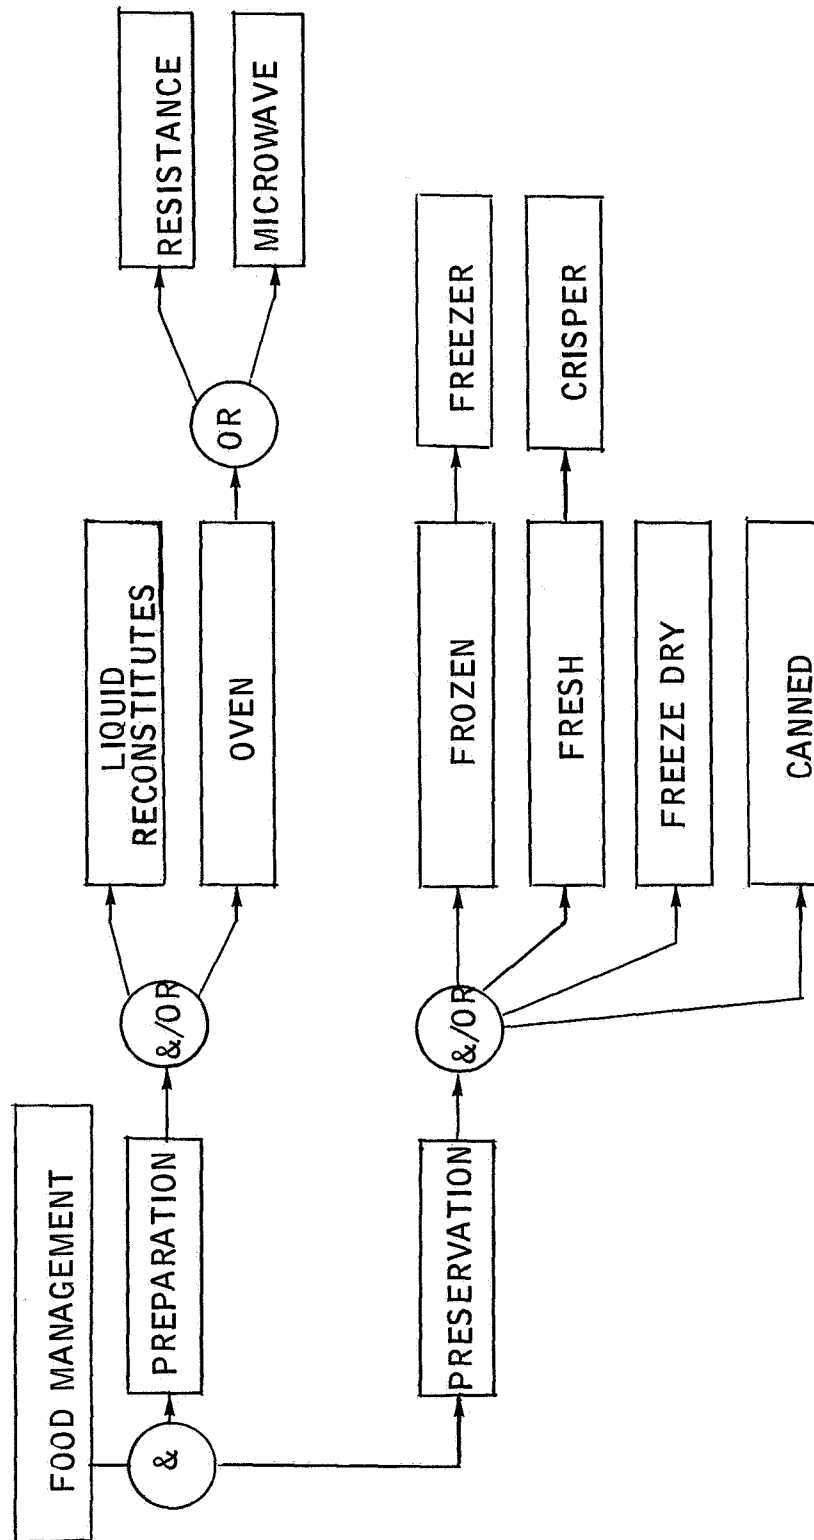 FOOD MANAGEMENT
&
PREPARATION
&/OR
LIQUID
RECONSTITUTES
OVEN
OR
RESISTANCE
MICROWAVE
PRESERVATION
&/OR
FROZEN
FREEZER
FRESH
CRISPER
FREEZE DRY
CANNED